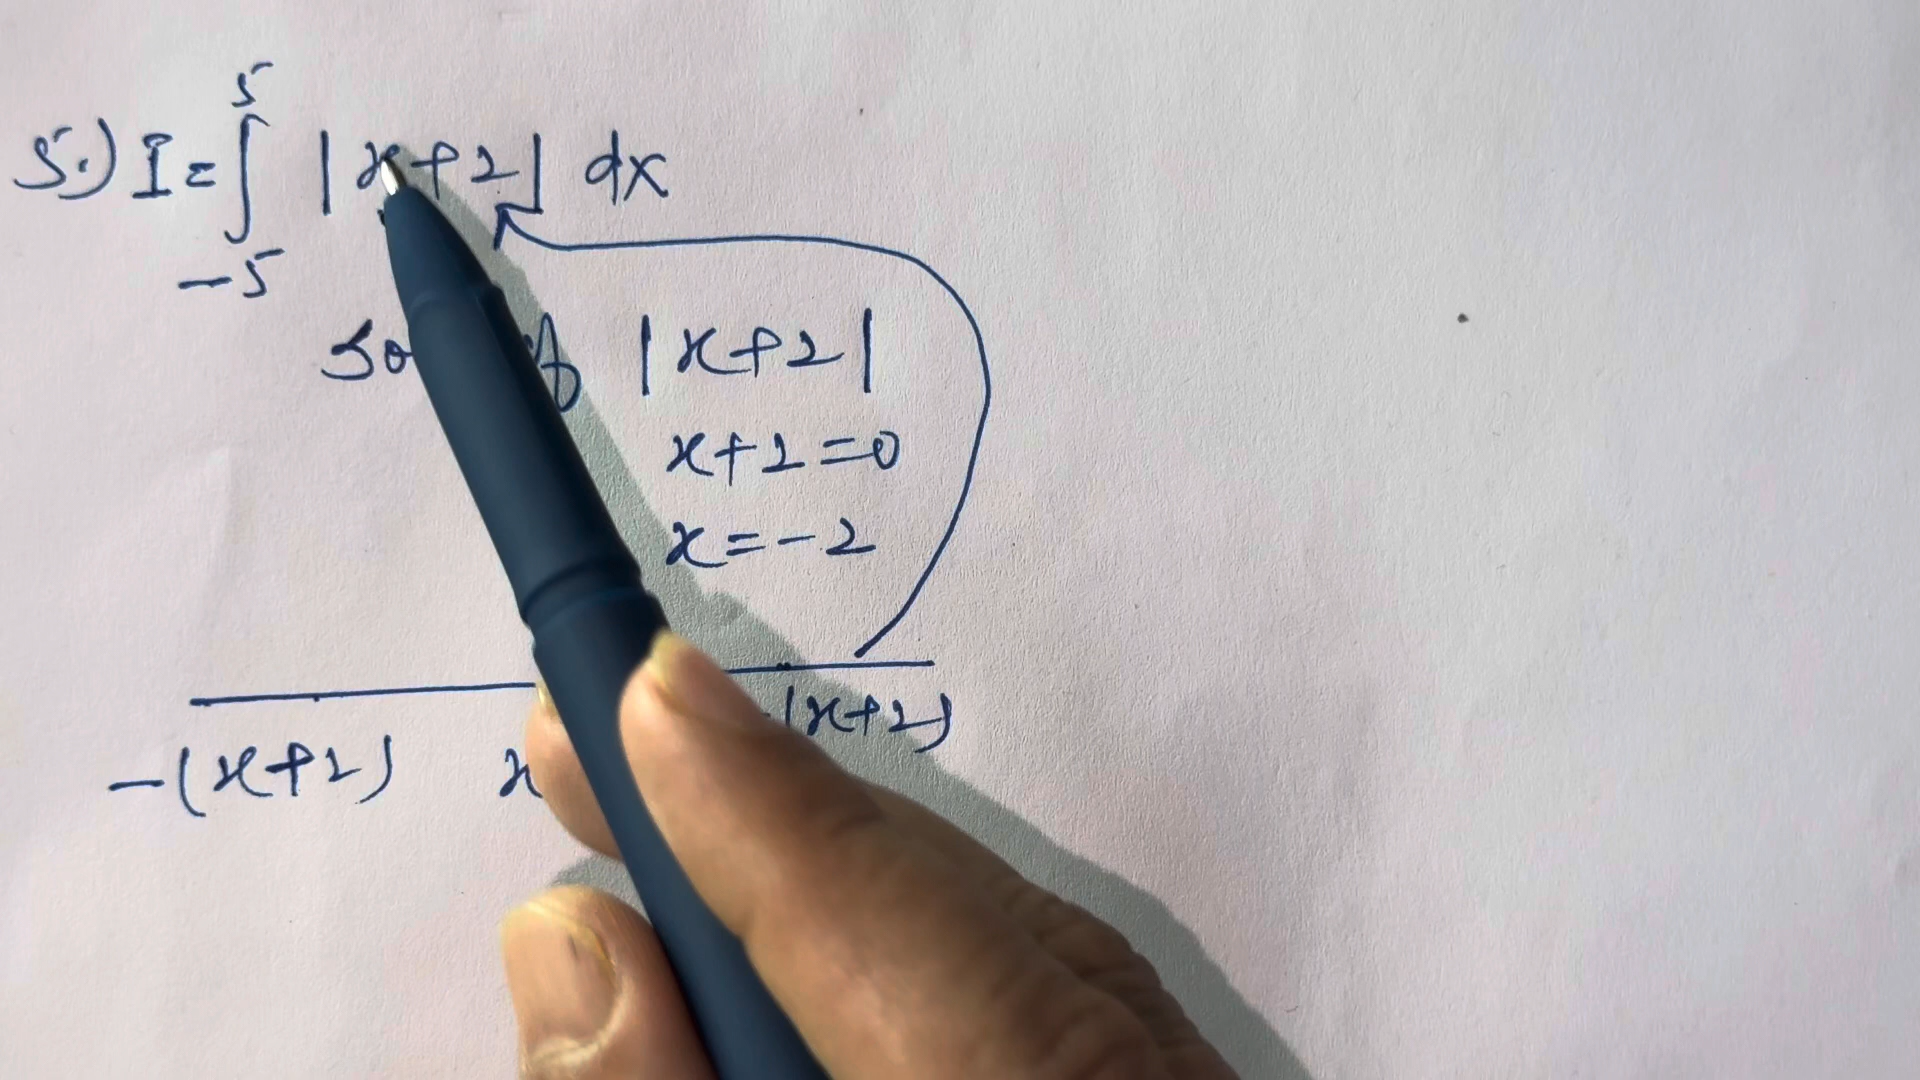 5.) I = ∫_{-5}^{5} |x+2| dx
|x+2|
x+2=0
x=-2
-(x+2) x (x+2)